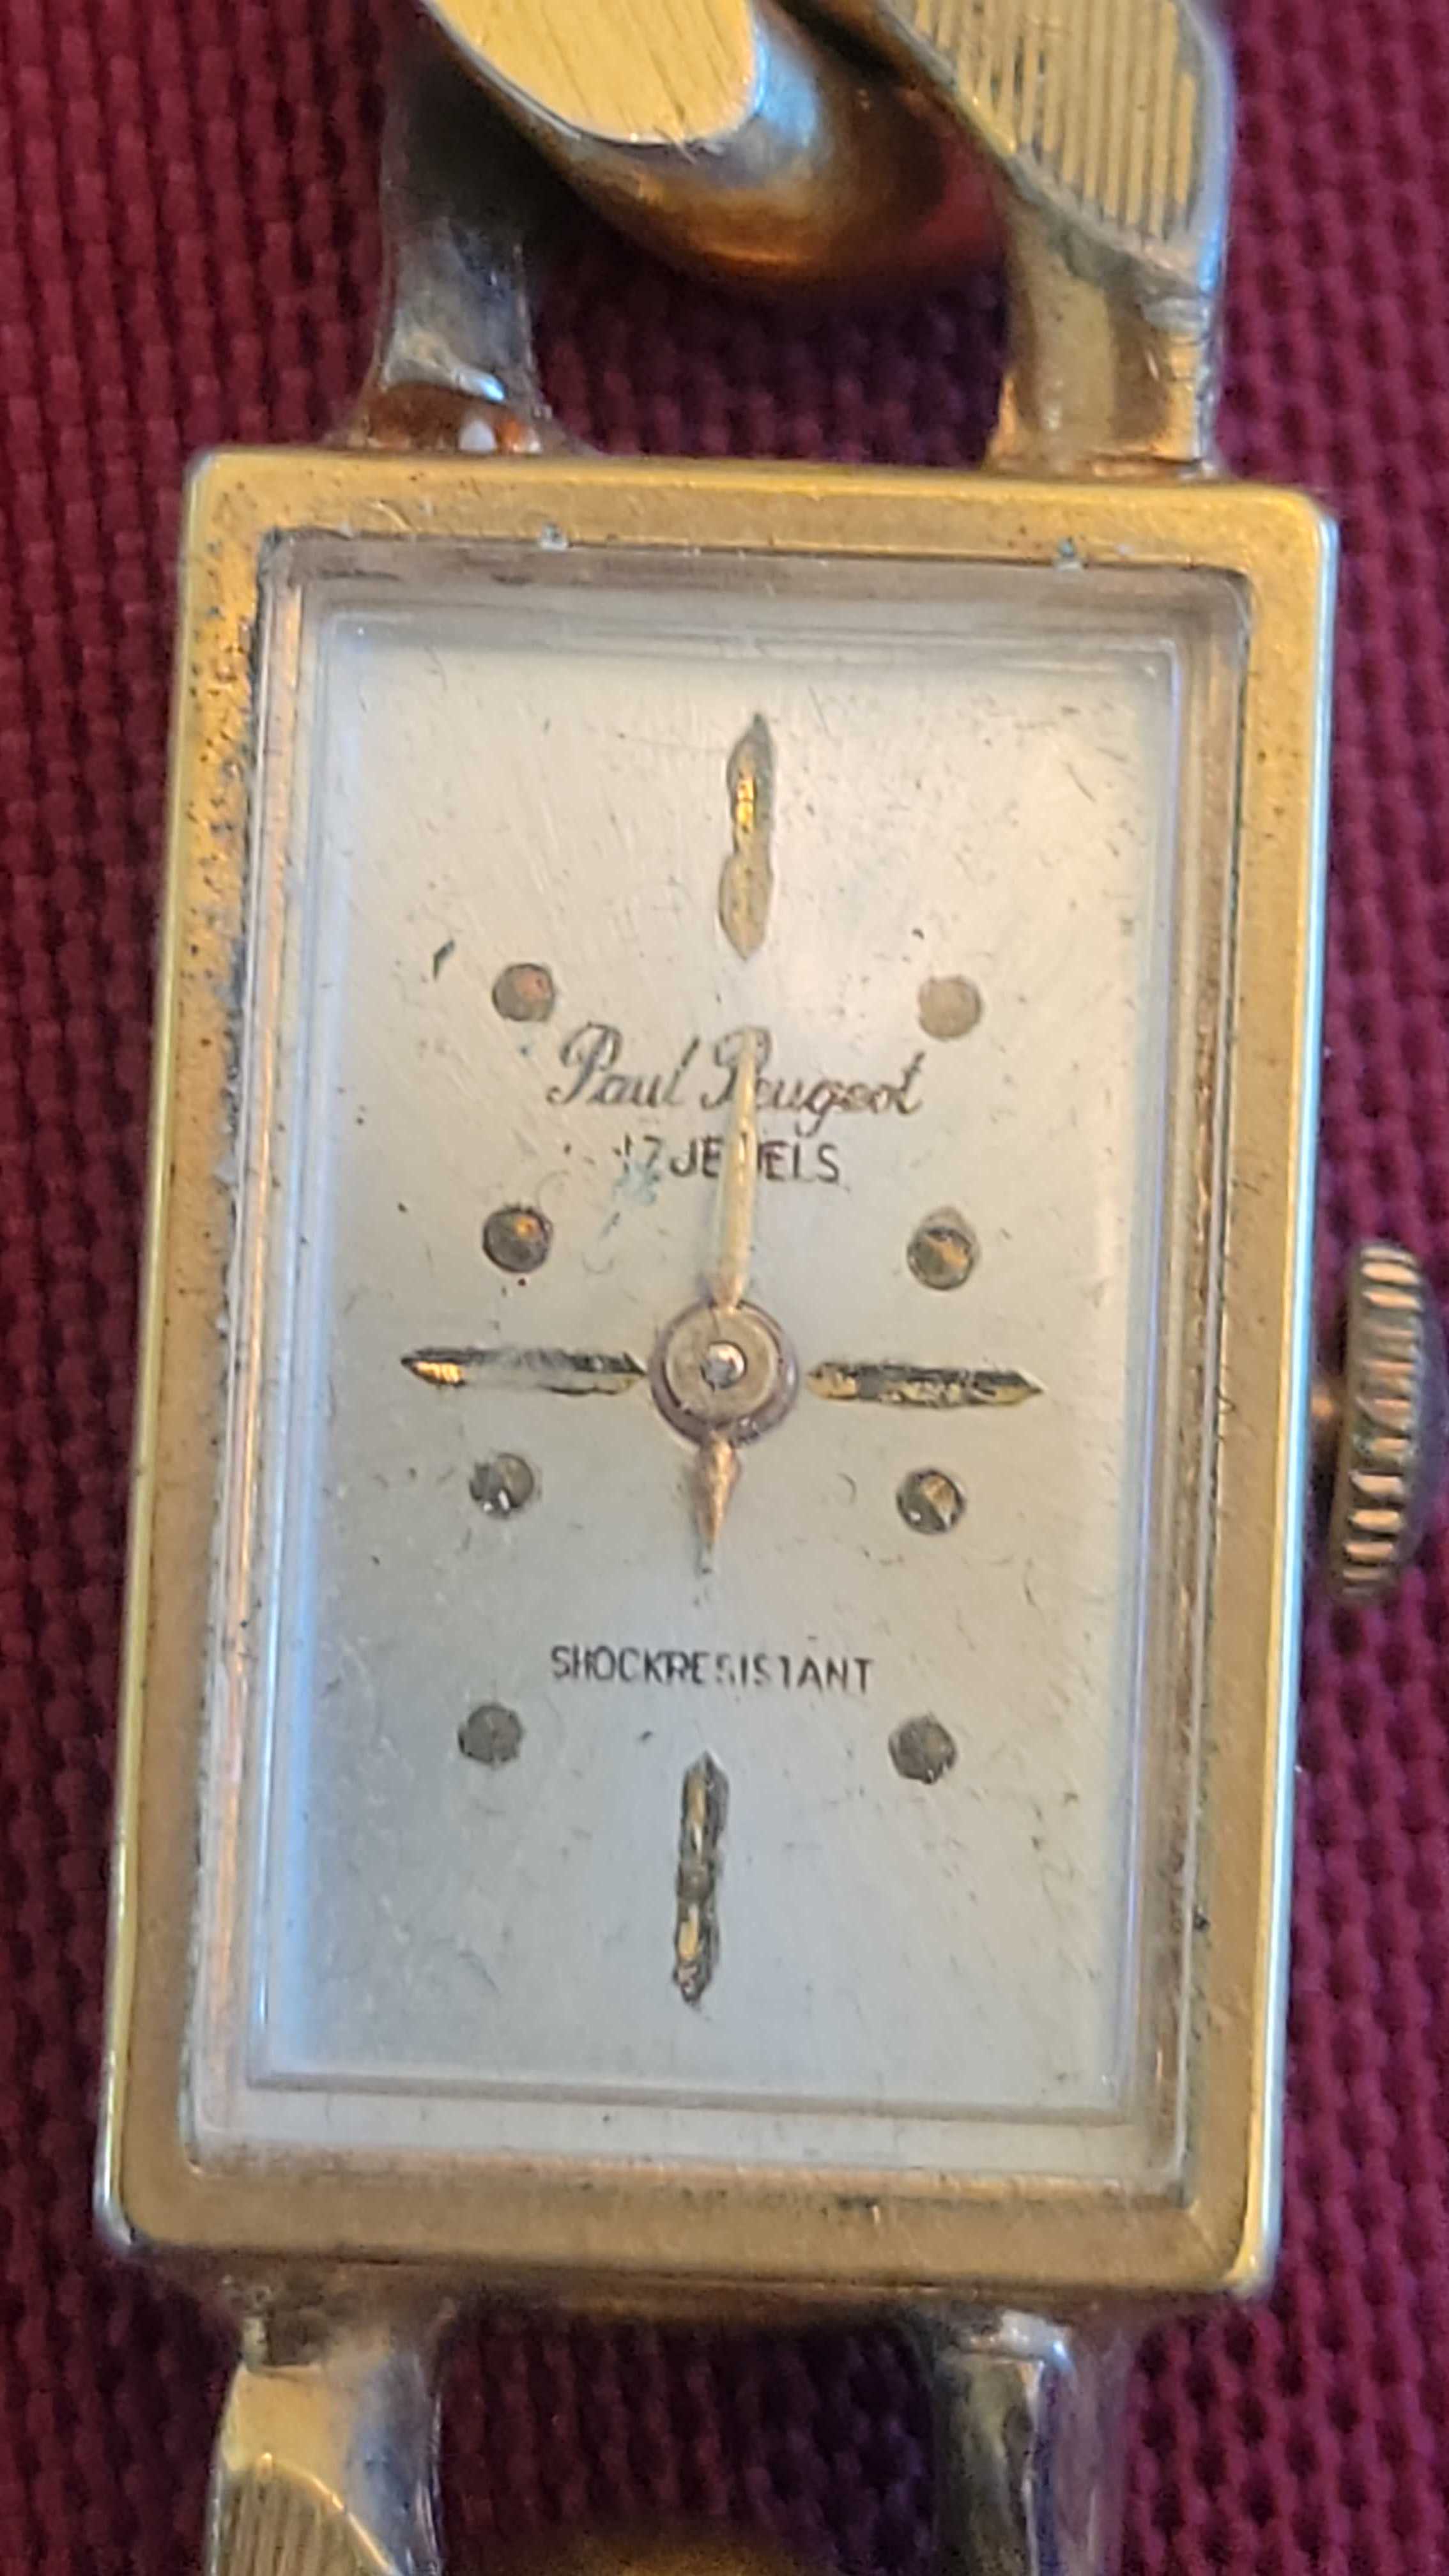 Paul Peugeot
17 JEWELS
SHOCKRESISTANT